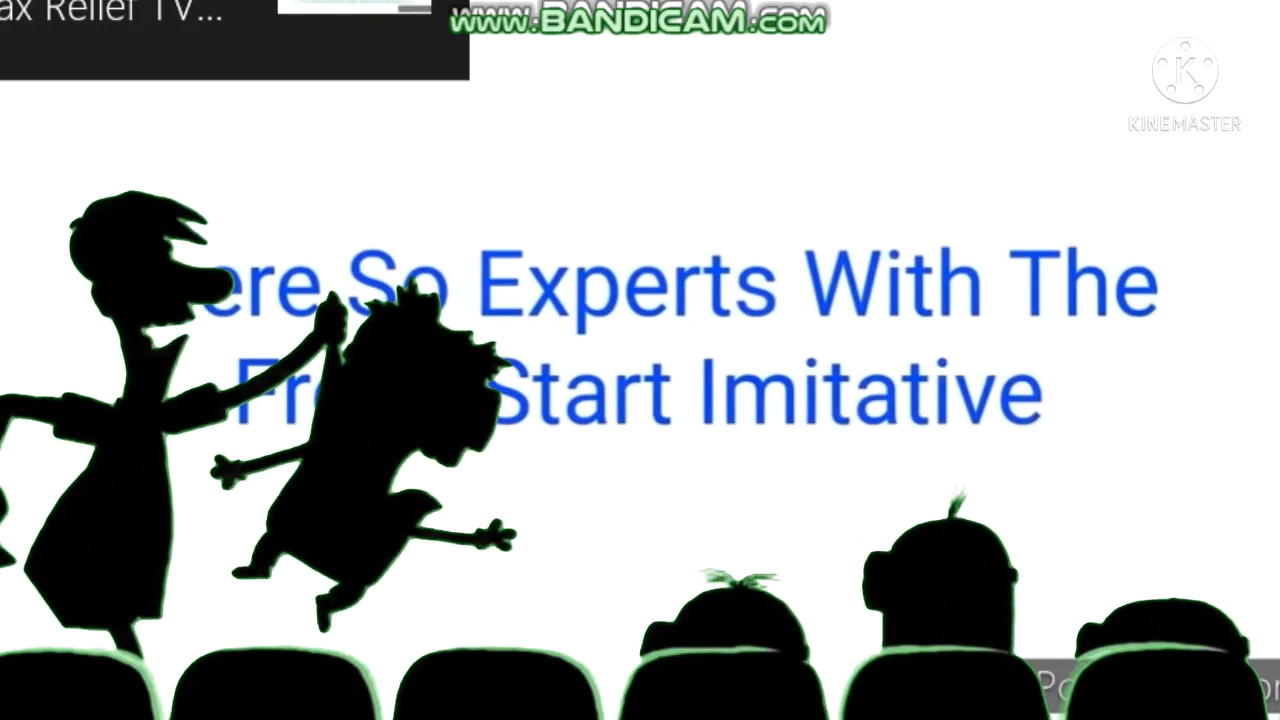 ax Relief TV...
www.BANDICAM.com
K
KINEMASTER
ere So Experts With The
Start Imitative